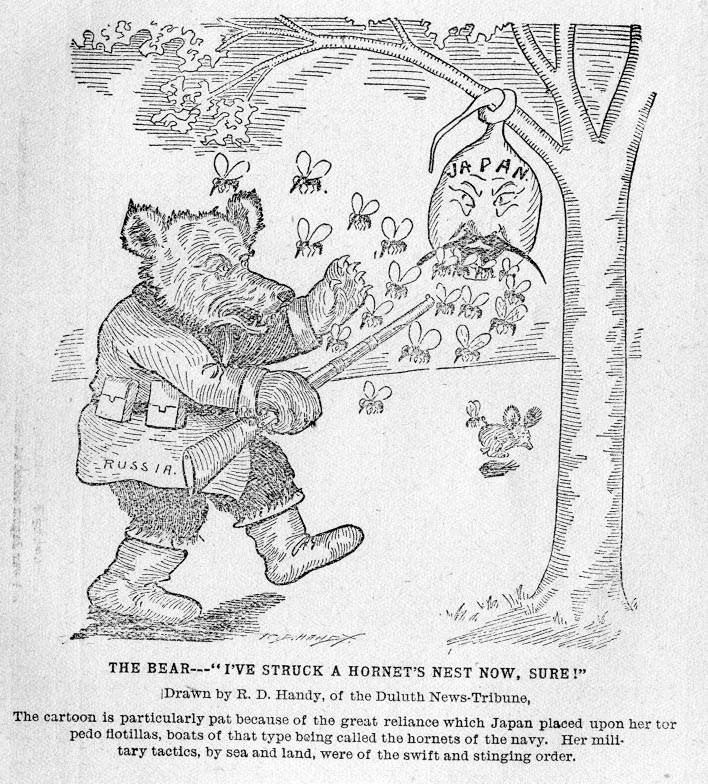 JAPAN.
RUSSIA.
R.D.HANDY.
THE BEAR---"I'VE STRUCK A HORNET'S NEST NOW, SURE!"
Drawn by R. D. Handy, of the Duluth News-Tribune,
The cartoon is particularly pat because of the great reliance which Japan placed upon her tor
pedo flotillas, boats of that type being called the hornets of the navy. Her mili-
tary tactics, by sea and land, were of the swift and stinging order.